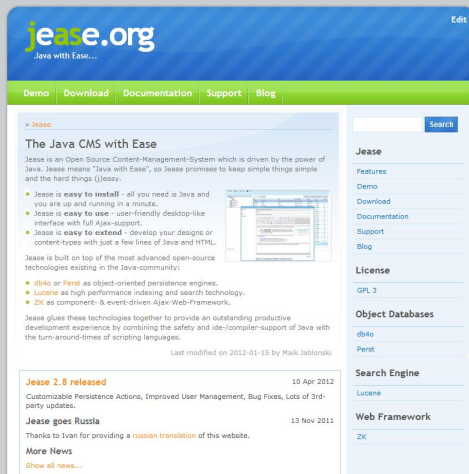 Edit
jease.org
Java with Ease...
Demo Download Documentation Support Blog
» Jease
The Java CMS with Ease
Jease is an Open Source Content-Management-System which is driven by the power of
Java. Jease means "Java with Ease", so Jease promises to keep simple things simple
and the hard things (j)easy.
Jease is easy to install - all you need is Java and
you are up and running in a minute.
Jease is easy to use - user-friendly desktop-like
interface with full Ajax-support.
Jease is easy to extend - develop your designs or
content-types with just a few lines of Java and HTML.
Jease is built on top of the most advanced open-source
technologies existing in the Java-community:
db4o or Perst as object-oriented persistence engines.
Lucene as high performance indexing and search technology.
ZK as component- & event-driven Ajax-Web-Framework.
Jease glues these technologies together to provide an outstanding productive
development experience by combining the safety and ide-/compiler-support of Java with
the turn-around-times of scripting languages.
Last modified on 2012-01-15 by Maik Jablonski
Jease 2.8 released 10 Apr 2012
Customizable Persistence Actions, Improved User Management, Bug Fixes, Lots of 3rd-
party updates.
Jease goes Russia 13 Nov 2011
Thanks to Ivan for providing a russian translation of this website.
More News
Show all news...
Search
Jease
Features
Demo
Download
Documentation
Support
Blog
License
GPL 3
Object Databases
db4o
Perst
Search Engine
Lucene
Web Framework
ZK